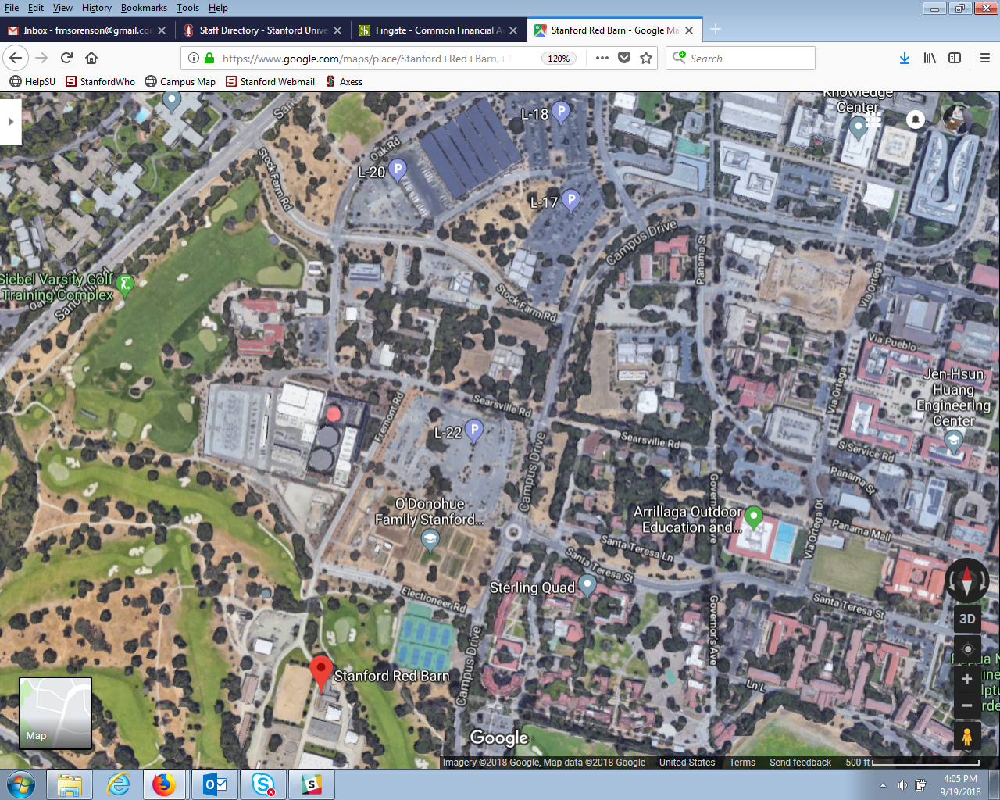 File Edit View History Bookmarks Tools Help
Inbox - fmsorenson@gmail.co
Staff Directory - Stanford Unive
Fingate - Common Financial A
Stanford Red Barn - Google Ma
https://www.google.com/maps/place/Stanford+Red+Barn,+1
120%
Search
HelpSU StanfordWho Campus Map Stanford Webmail Axess
Knowledge
Center
L-18
Oak Rd
L-20
Stock Farm Rd
L-17
Campus Drive
Panama St
Via Ortega
Siebel Varsity Golf
Training Complex
Stock Farm Rd
Via Pueblo
Jen-Hsun
Huang
Engineering
Center
Via Ortega
Searsville Rd
Fremont Rd
L-22
Searsville Rd
S Service Rd
Campus Drive
Panama St
O'Donohue
Family Stanford...
Arrillaga Outdoor
Education and...
Governor's Ave
Via Ortega Dr
Panama Mall
Santa Teresa Ln
Santa Teresa St
Sterling Quad
Electioneer Rd
Santa Teresa St
Governor's Ave
3D
Campus Drive
Stanford Red Barn
Ln L
Map
Google
Imagery ©2018 Google, Map data ©2018 Google United States Terms Send feedback 500 ft
4:05 PM
9/19/2018